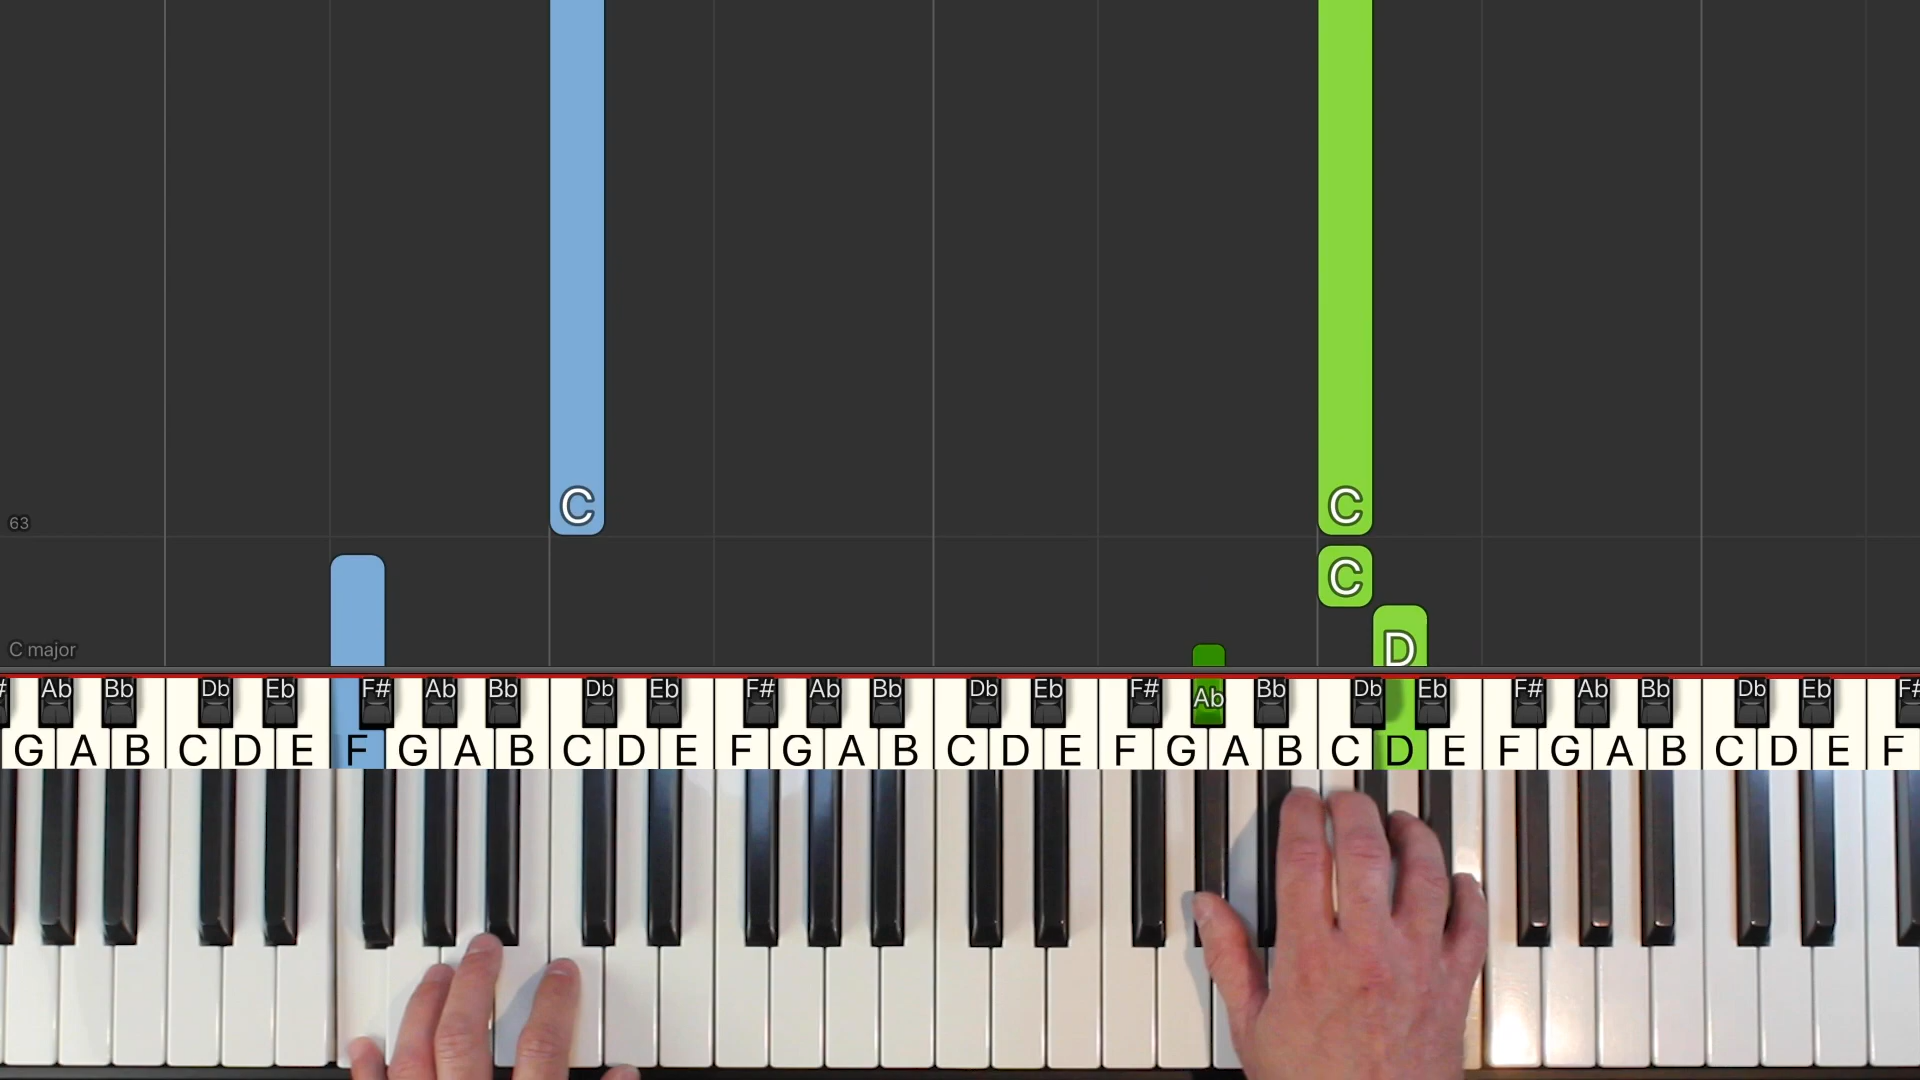 C C
63
C
D
C major
# Ab Bb Db Eb F# Ab Bb Db Eb F# Ab Bb Db Eb F# Ab Bb Db Eb F# Ab Bb Db Eb F#
G A B C D E F G A B C D E F G A B C D E F G A B C D E F G A B C D E F